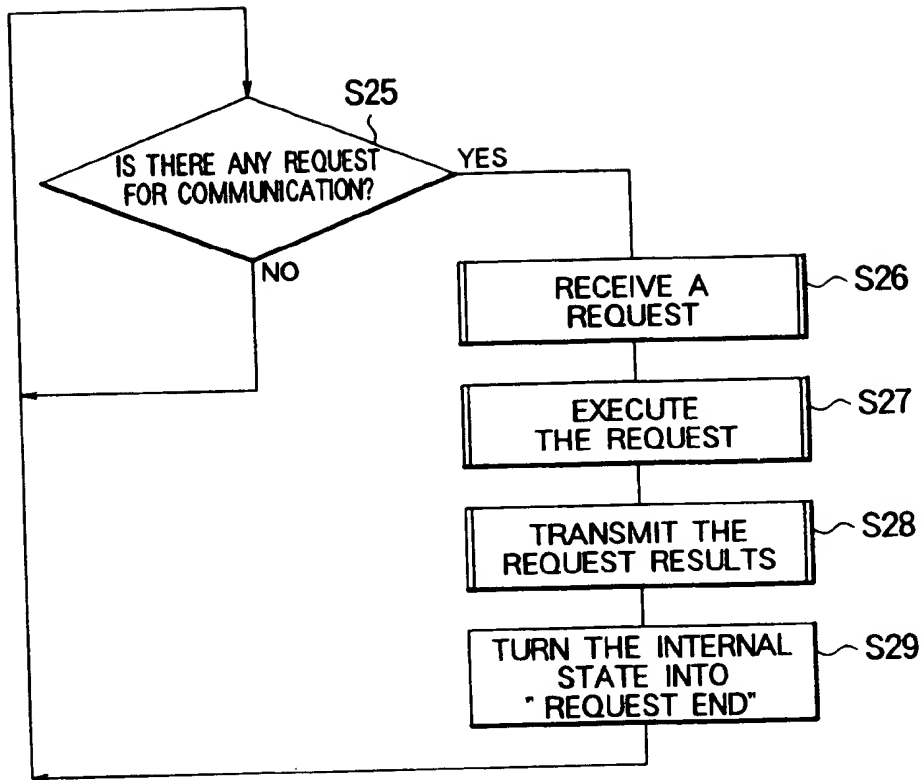 S25
IS THERE ANY REQUEST
FOR COMMUNICATION?
YES
NO
RECEIVE A
REQUEST
S26
EXECUTE
THE REQUEST
S27
TRANSMIT THE
REQUEST RESULTS
S28
TURN THE INTERNAL
STATE INTO
" REQUEST END"
S29